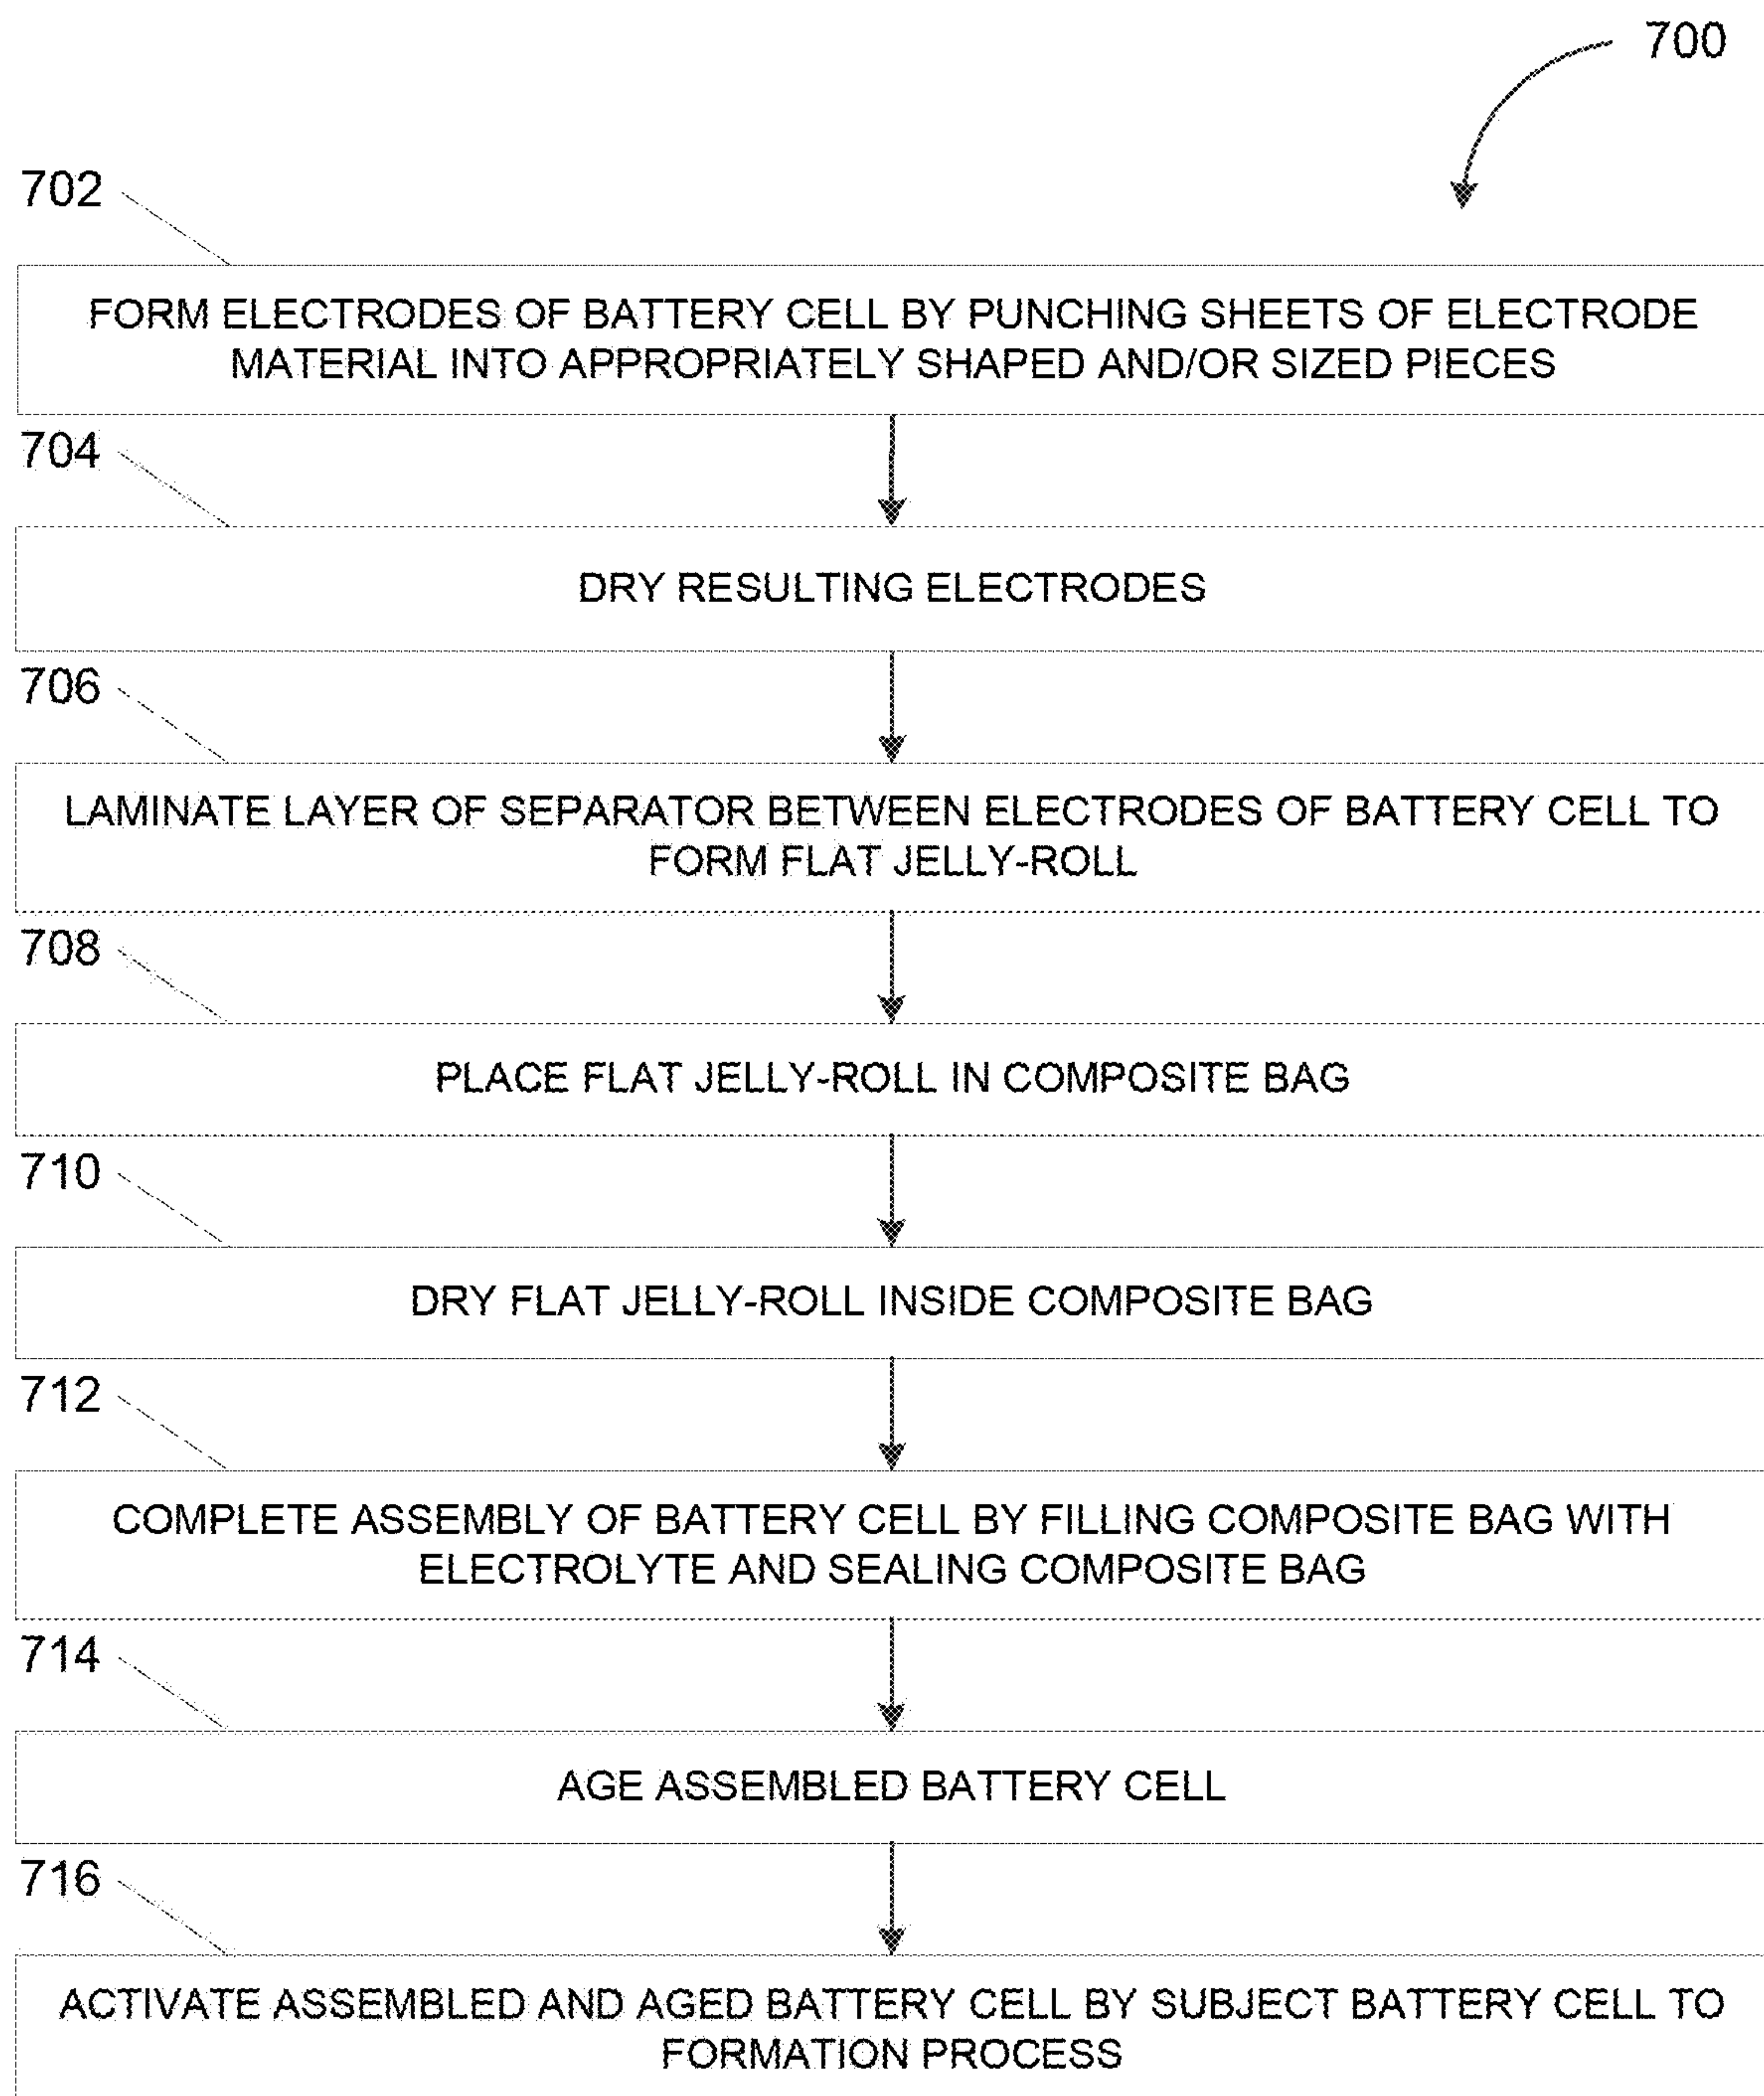 700
702
FORM ELECTRODES OF BATTERY CELL BY PUNCHING SHEETS OF ELECTRODE
MATERIAL INTO APPROPRIATELY SHAPED AND/OR SIZED PIECES
704
DRY RESULTING ELECTRODES
706
LAMINATE LAYER OF SEPARATOR BETWEEN ELECTRODES OF BATTERY CELL TO
FORM FLAT JELLY-ROLL
708
PLACE FLAT JELLY-ROLL IN COMPOSITE BAG
710
DRY FLAT JELLY-ROLL INSIDE COMPOSITE BAG
712
COMPLETE ASSEMBLY OF BATTERY CELL BY FILLING COMPOSITE BAG WITH
ELECTROLYTE AND SEALING COMPOSITE BAG
714
AGE ASSEMBLED BATTERY CELL
716
ACTIVATE ASSEMBLED AND AGED BATTERY CELL BY SUBJECT BATTERY CELL TO
FORMATION PROCESS